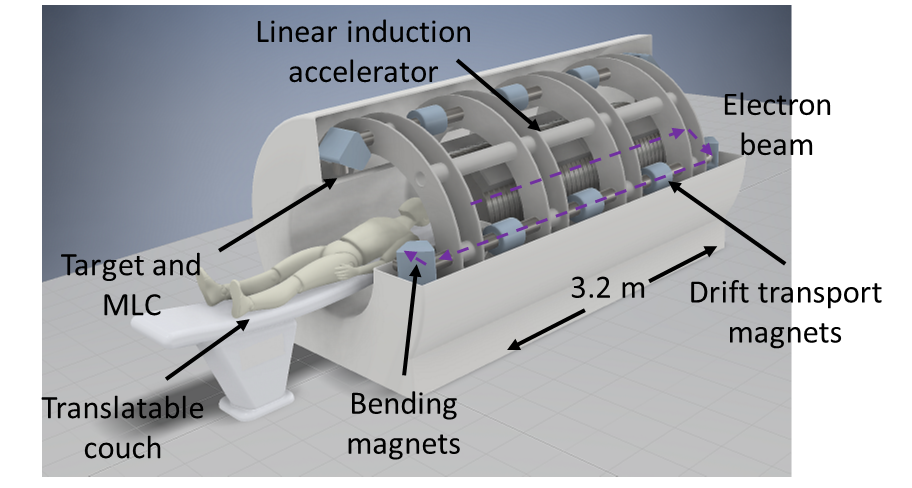 Linear induction
accelerator
Electron
beam
Target and
MLC
3.2 m
Drift transport
magnets
Translatable
couch
Bending
magnets